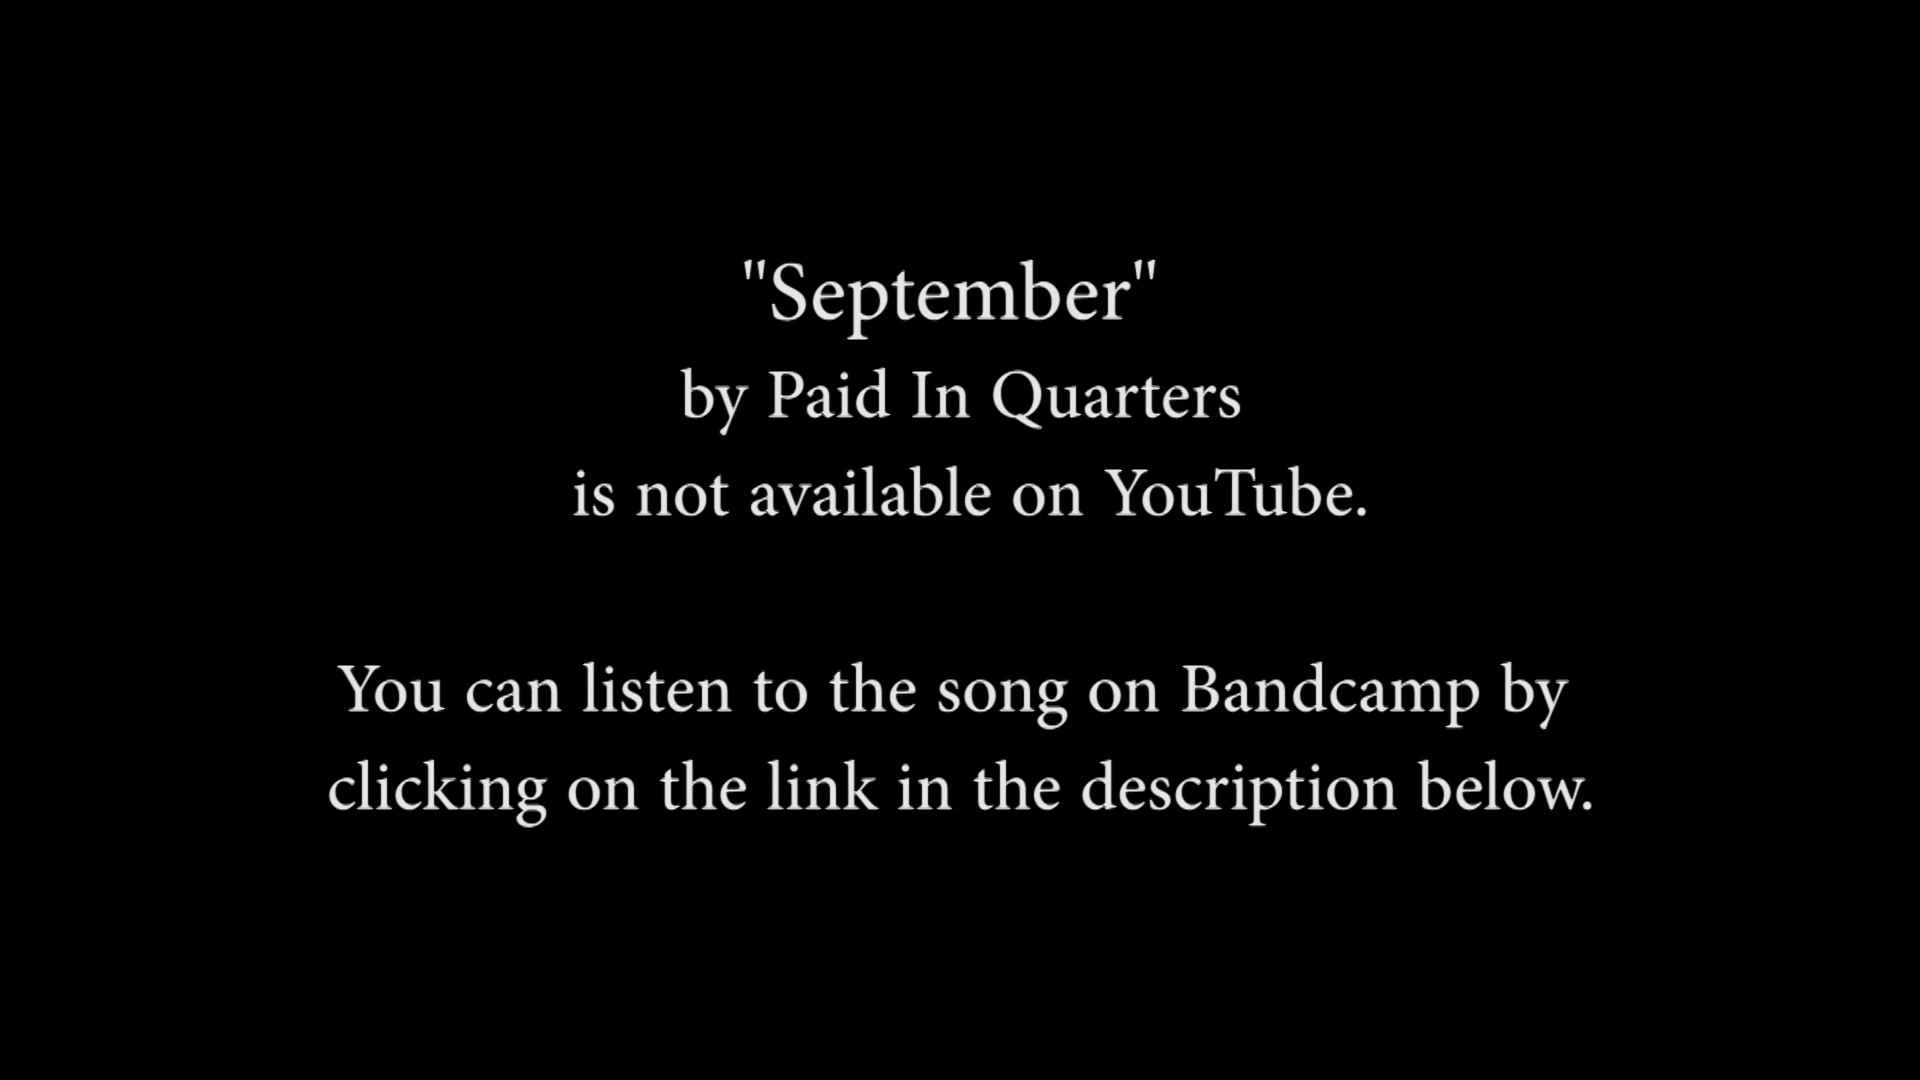 "September"
by Paid In Quarters
is not available on YouTube.
You can listen to the song on Bandcamp by
clicking on the link in the description below.